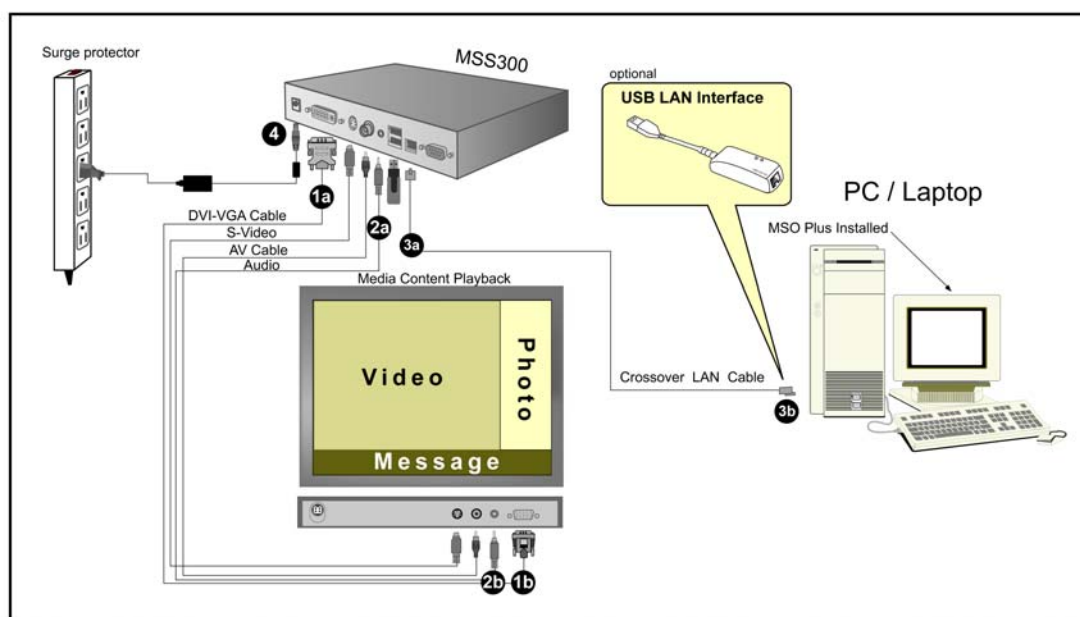 Surge protector
MSS300
optional
USB LAN Interface
PC / Laptop
MSO Plus Installed
4
1a
2a
3a
DVI-VGA Cable
S-Video
AV Cable
Audio
Media Content Playback
Video
Photo
Message
Crossover LAN Cable
3b
2b
1b